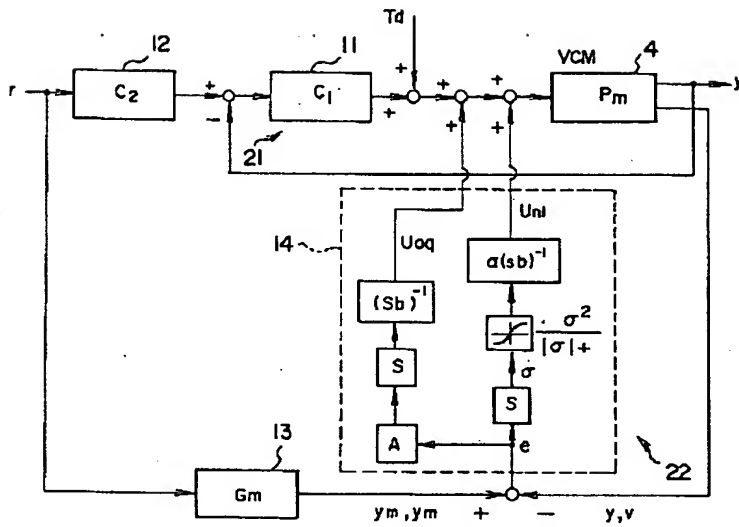 Td
12
11
VCM
4
r
C2
+
-
C1
+
+
+
+
+
+
Pm
21
14
Uoq
Unl
(Sb)^-1
a(sb)^-1
σ^2
|σ|+
S
σ
S
A
e
22
13
Gm
ym, ym
+
-
y,v